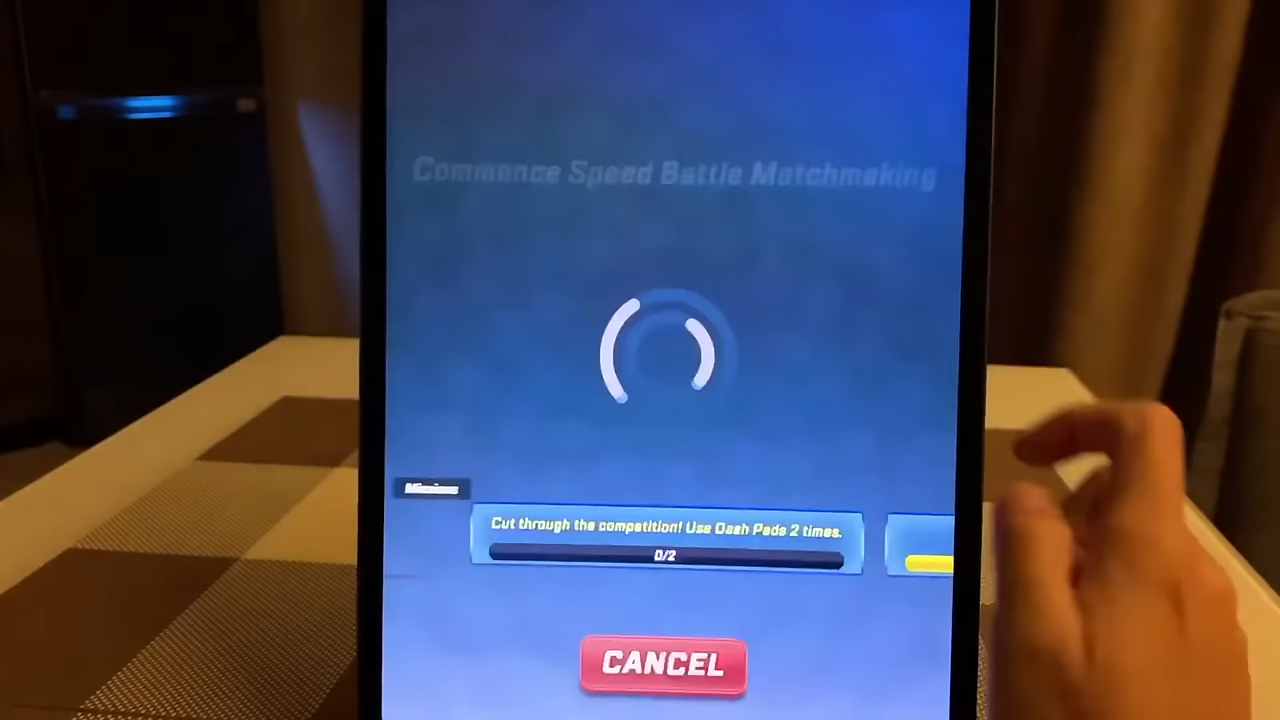 Commence Speed Battle Matchmaking
Missions
Cut through the competition! Use Dash Pads 2 times.
0/2
CANCEL